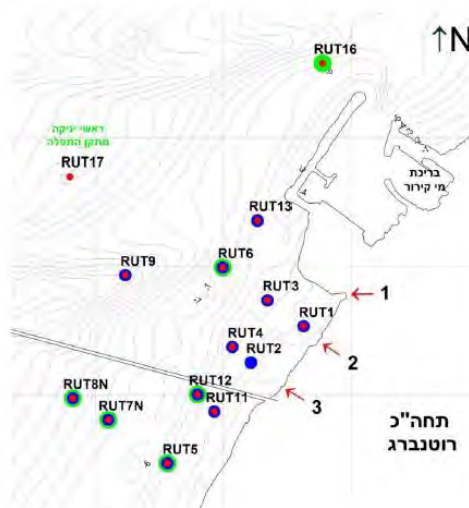 RUT16
↑N
ראשי יניקה
מתקן התפלה
RUT17
בריכת
מי קירור
RUT13
RUT6
RUT9
RUT3
1
RUT1
RUT4
RUT2
2
RUT8N
RUT12
3
RUT7N
RUT11
תחה"כ
רוטנברג
RUT5